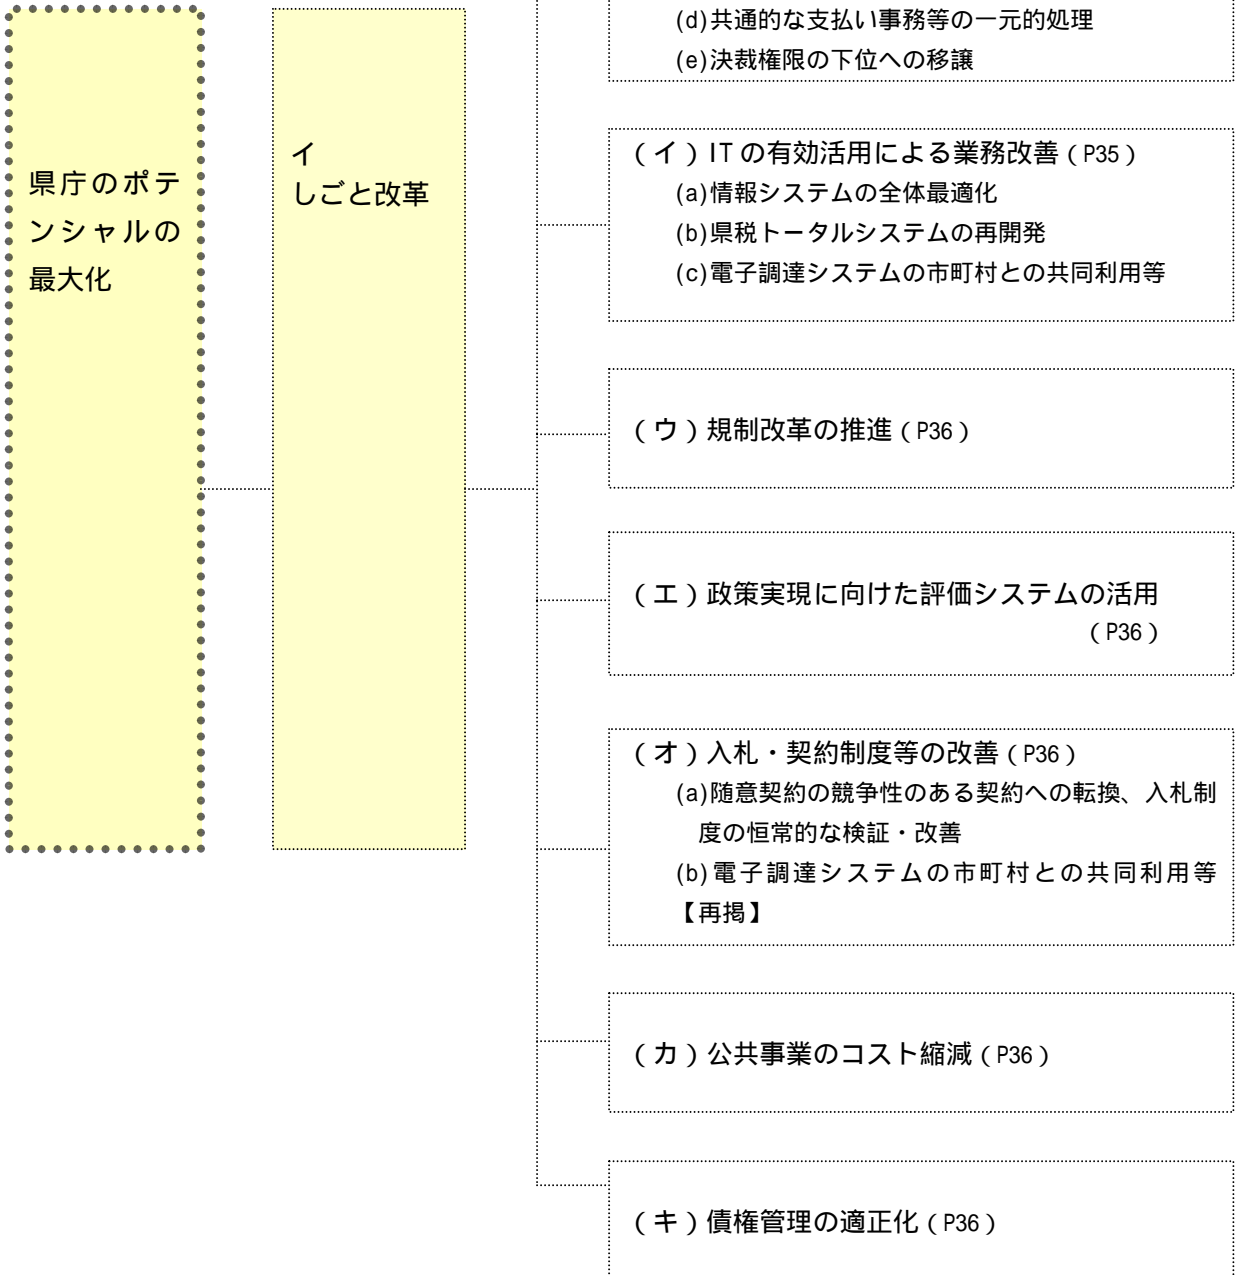 県庁のポテ
ンシャルの
最大化
イ
しごと改革
(d)共通的な支払い事務等の一元的処理
(e)決裁権限の下位への移譲
（イ）ITの有効活用による業務改善（P35）
(a)情報システムの全体最適化
(b)県税トータルシステムの再開発
(c)電子調達システムの市町村との共同利用等
（ウ）規制改革の推進（P36）
（エ）政策実現に向けた評価システムの活用
（P36）
（オ）入札・契約制度等の改善（P36）
(a)随意契約の競争性のある契約への転換、入札制
度の恒常的な検証・改善
(b)電子調達システムの市町村との共同利用等
【再掲】
（カ）公共事業のコスト縮減（P36）
（キ）債権管理の適正化（P36）